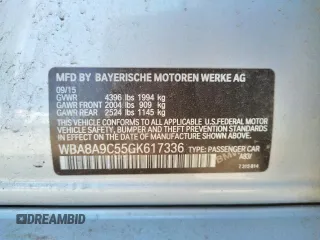 MFD BY BAYERISCHE MOTOREN WERKE AG
09/15
GVWR 4396 lbs 1994 kg
GAWR FRONT 2004 lbs 909 kg
GAWR REAR 2524 lbs 1145 kg
THIS VEHICLE CONFORMS TO ALL APPLICABLE U.S.FEDERAL MOTOR
VEHICLE SAFETY, BUMPER, AND THEFT PREVENTION STANDARDS
IN EFFECT ON THE DATE OF MANUFACTURE SHOWN ABOVE.
WBA8A9C55GK617336 TYPE: PASSENGER CAR
A83/
DREAMBID